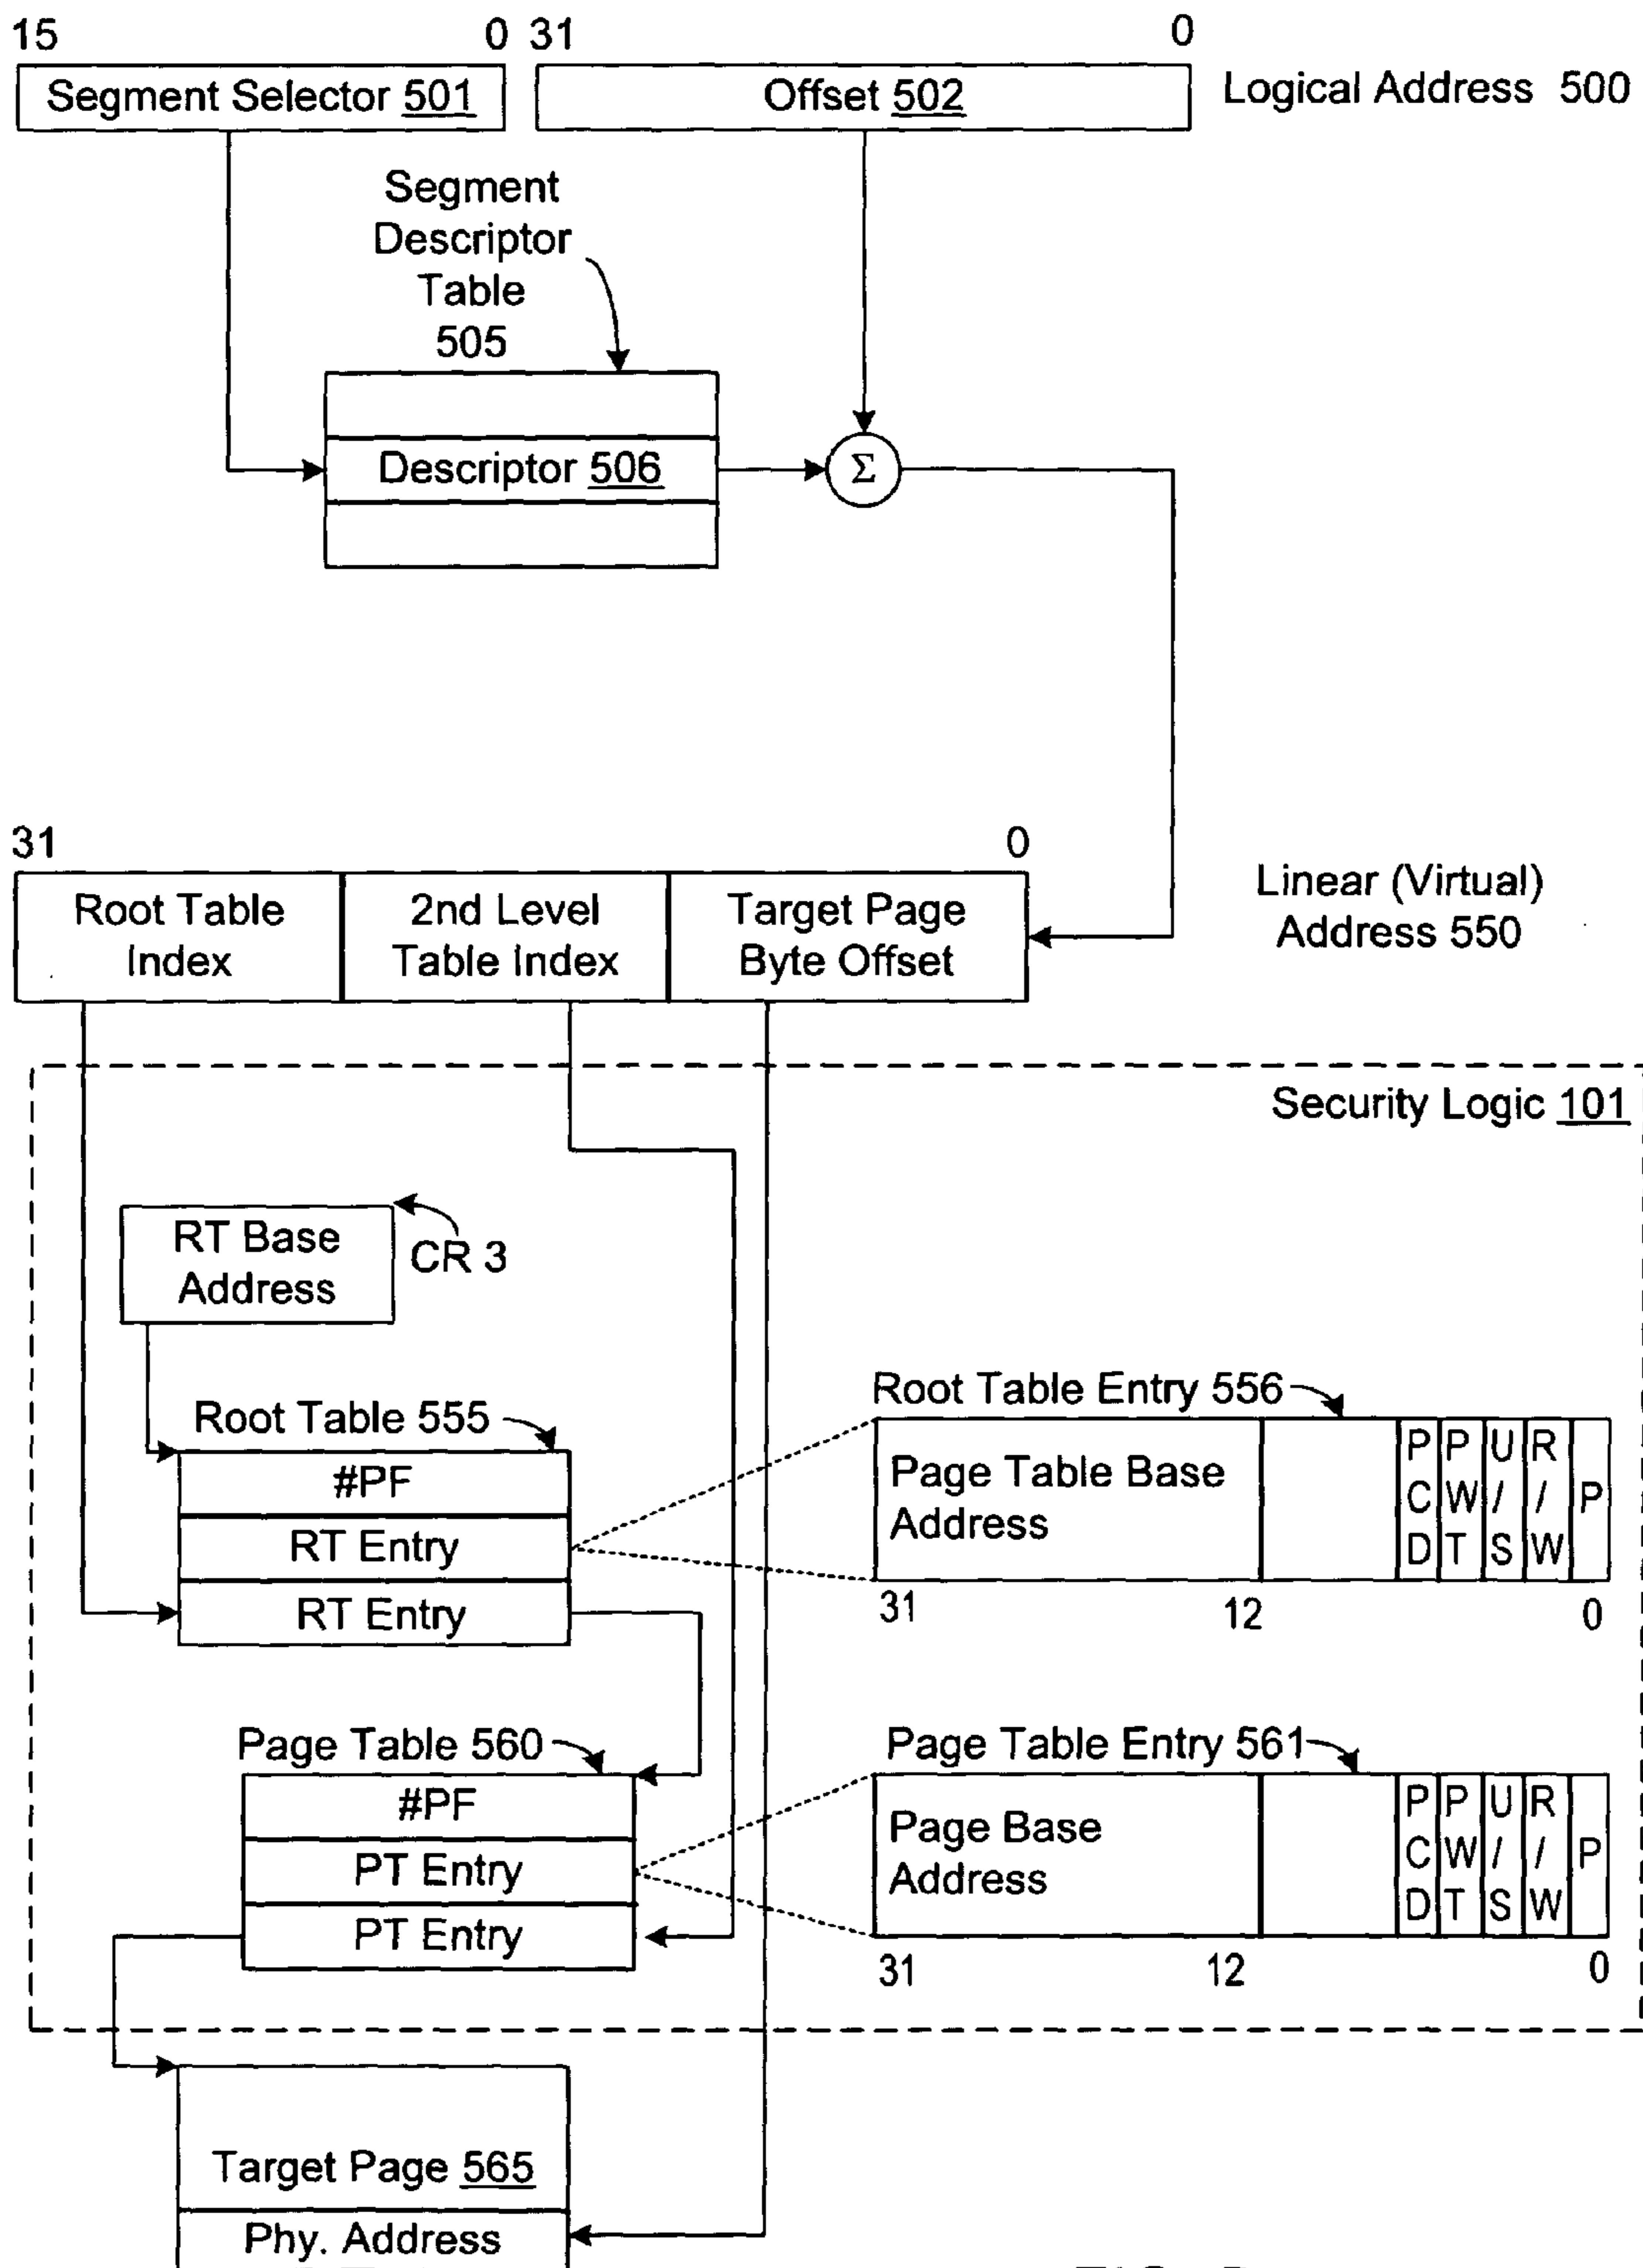 15 0 31 0
Segment Selector 501 Offset 502 Logical Address 500
Segment
Descriptor
Table
505
Descriptor 506 Σ
31 0
Root Table
Index
2nd Level
Table Index
Target Page
Byte Offset
Linear (Virtual)
Address 550
Security Logic 101
RT Base
Address
CR 3
Root Table 555
#PF
RT Entry
RT Entry
Root Table Entry 556
Page Table Base
Address
PCD PWT U/S R/W P
31 12 0
Page Table 560
#PF
PT Entry
PT Entry
Page Table Entry 561
Page Base
Address
PCD PWT U/S R/W P
31 12 0
Target Page 565
Phy. Address